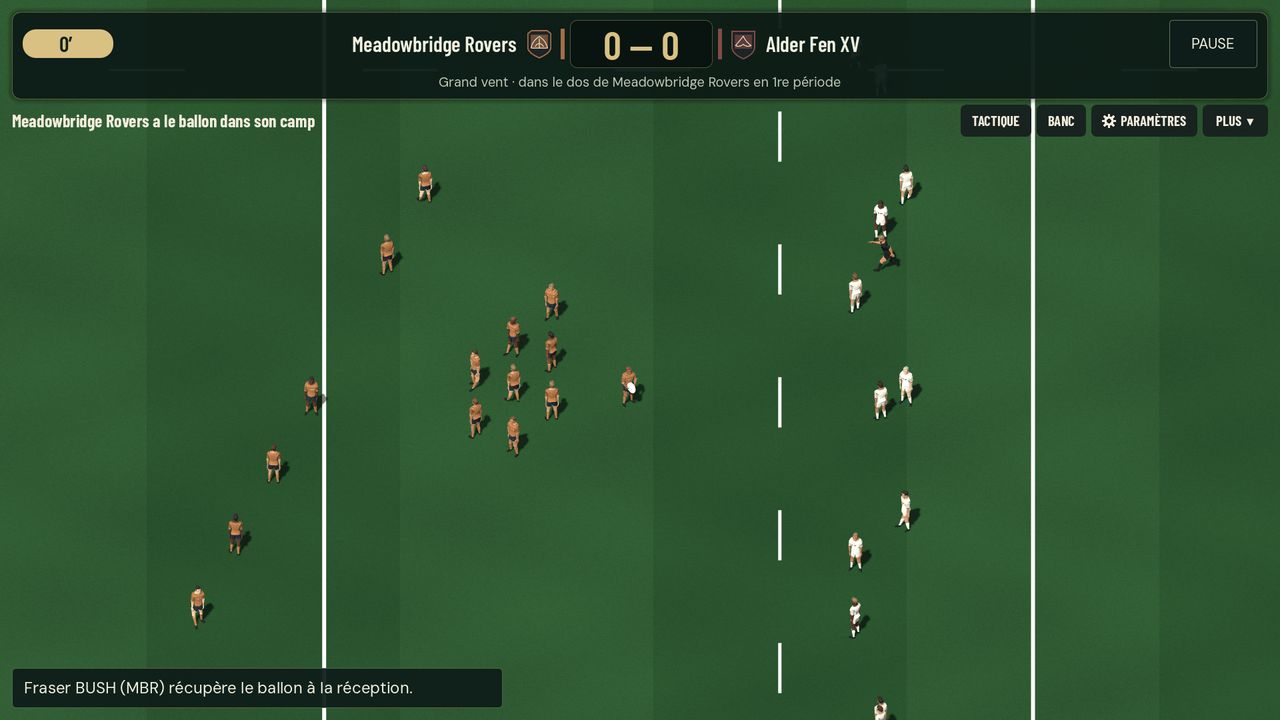 0’
Meadowbridge Rovers
0 – 0
Alder Fen XV
PAUSE
Grand vent · dans le dos de Meadowbridge Rovers en 1re période
Meadowbridge Rovers a le ballon dans son camp
TACTIQUE
BANC
PARAMÈTRES
PLUS ▾
Fraser BUSH (MBR) récupère le ballon à la réception.